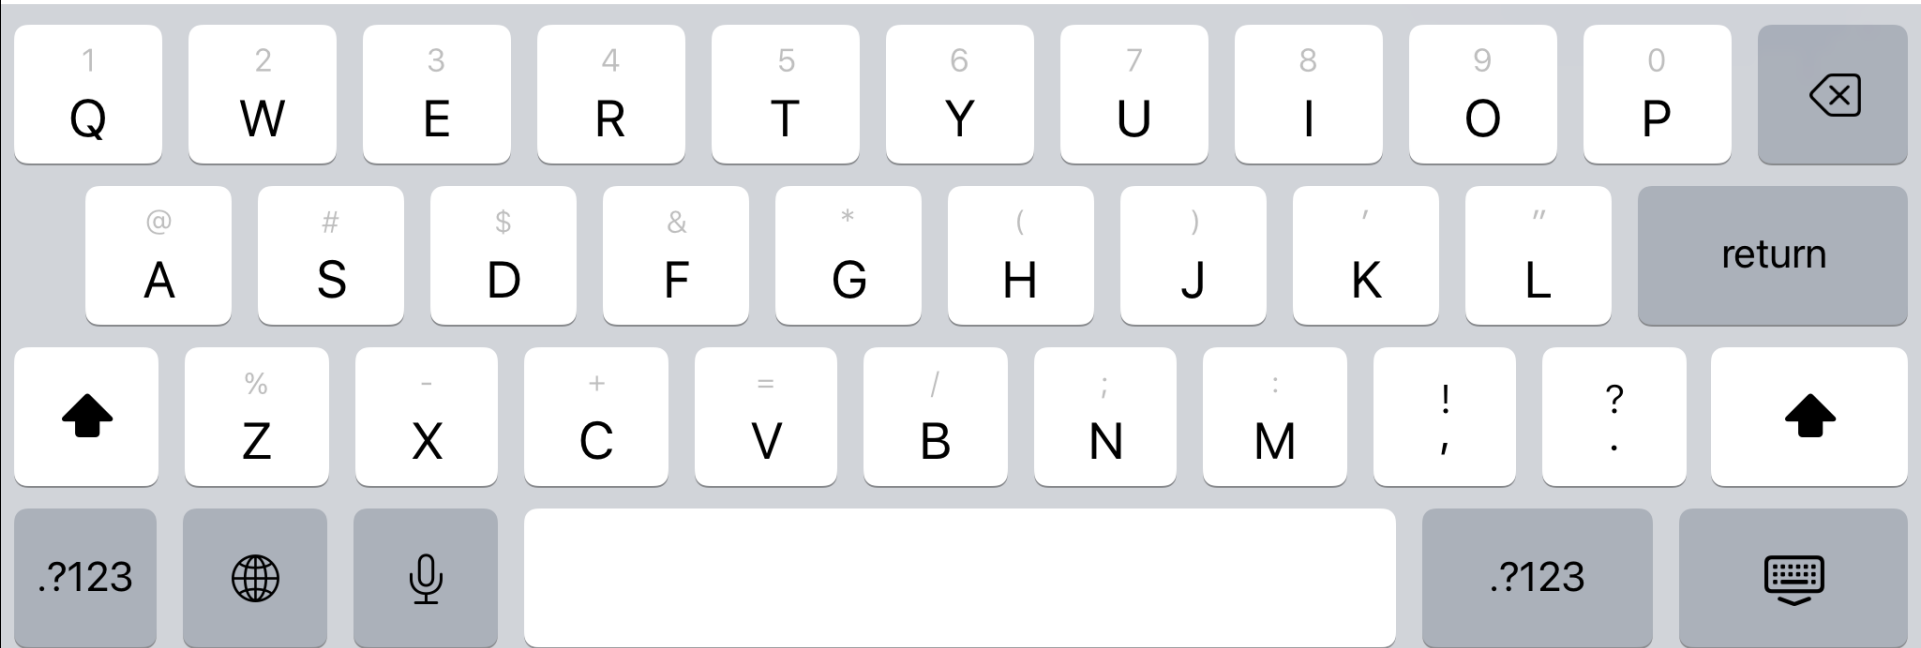 1 2 3 4 5 6 7 8 9 0
Q W E R T Y U I O P
@ # $ & * ( ) ′ ″
A S D F G H J K L return
% - + = / ; : ! ?
Z X C V B N M , .
.?123 .?123